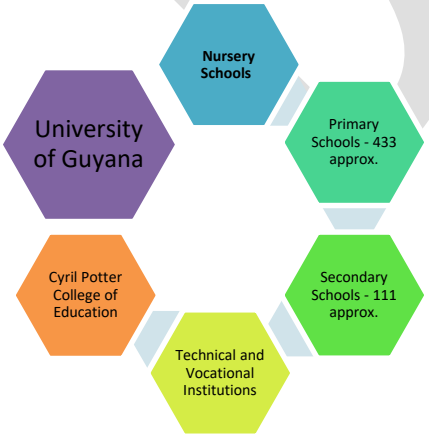 Nursery
Schools
Primary
Schools - 433
approx.
Secondary
Schools - 111
approx.
Technical and
Vocational
Institutions
Cyril Potter
College of
Education
University
of Guyana